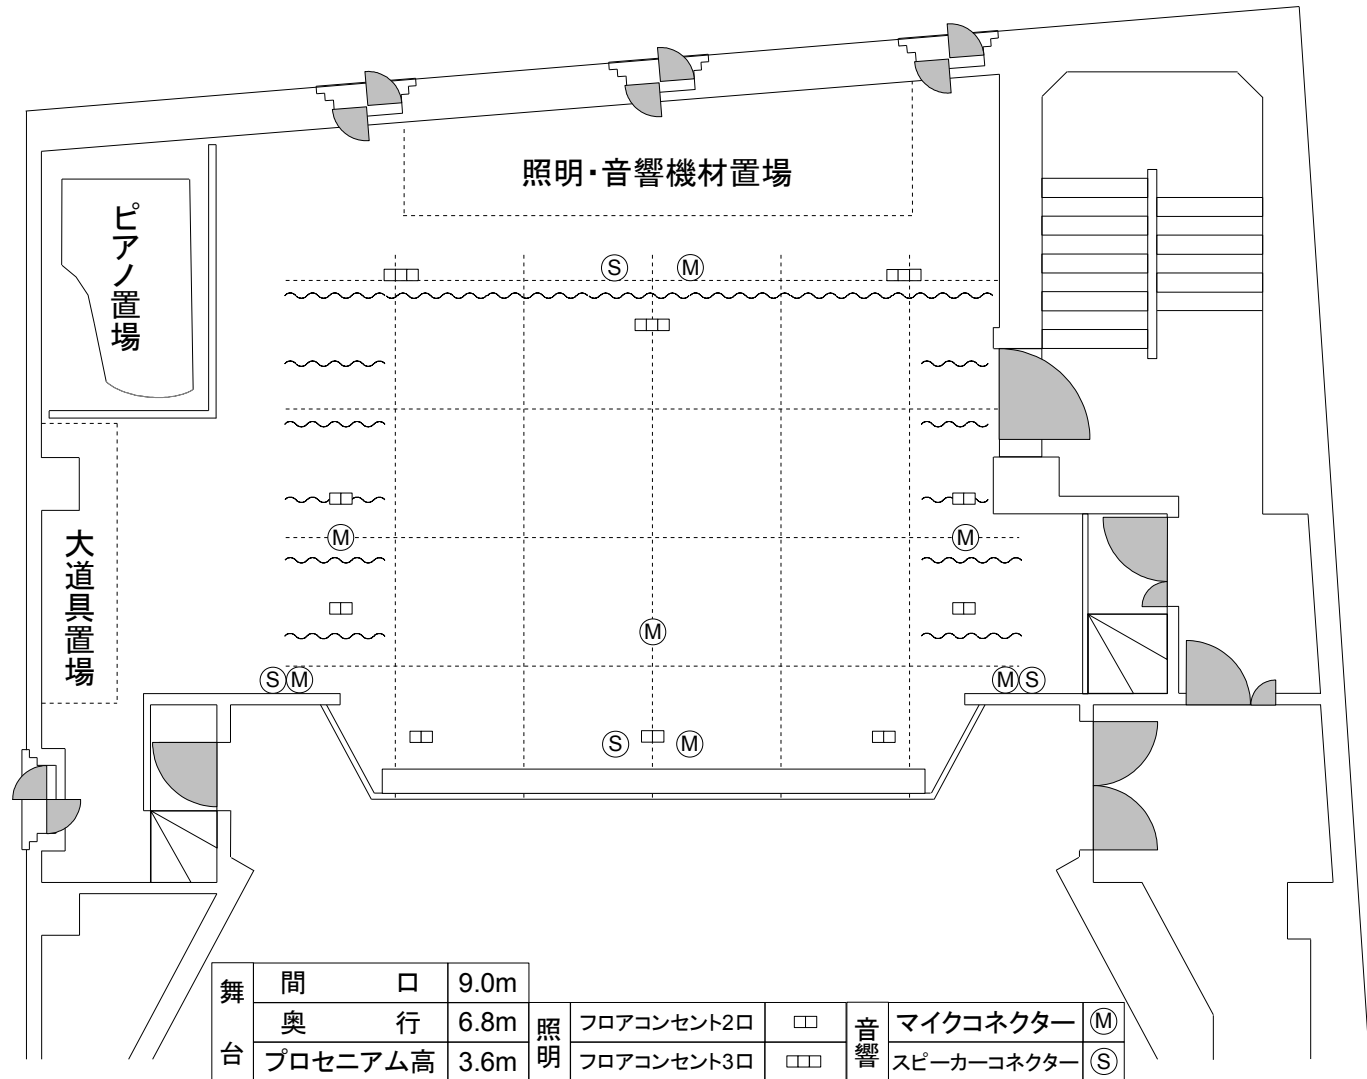 照明・音響機材置場
ピアノ置場
S M
大道具置場
M M
M
S M
M S
S M
舞台
間 口 9.0m
奥 行 6.8m
プロセニアム高 3.6m
照明
フロアコンセント2口
フロアコンセント3口
音響
マイクコネクター M
スピーカーコネクター S